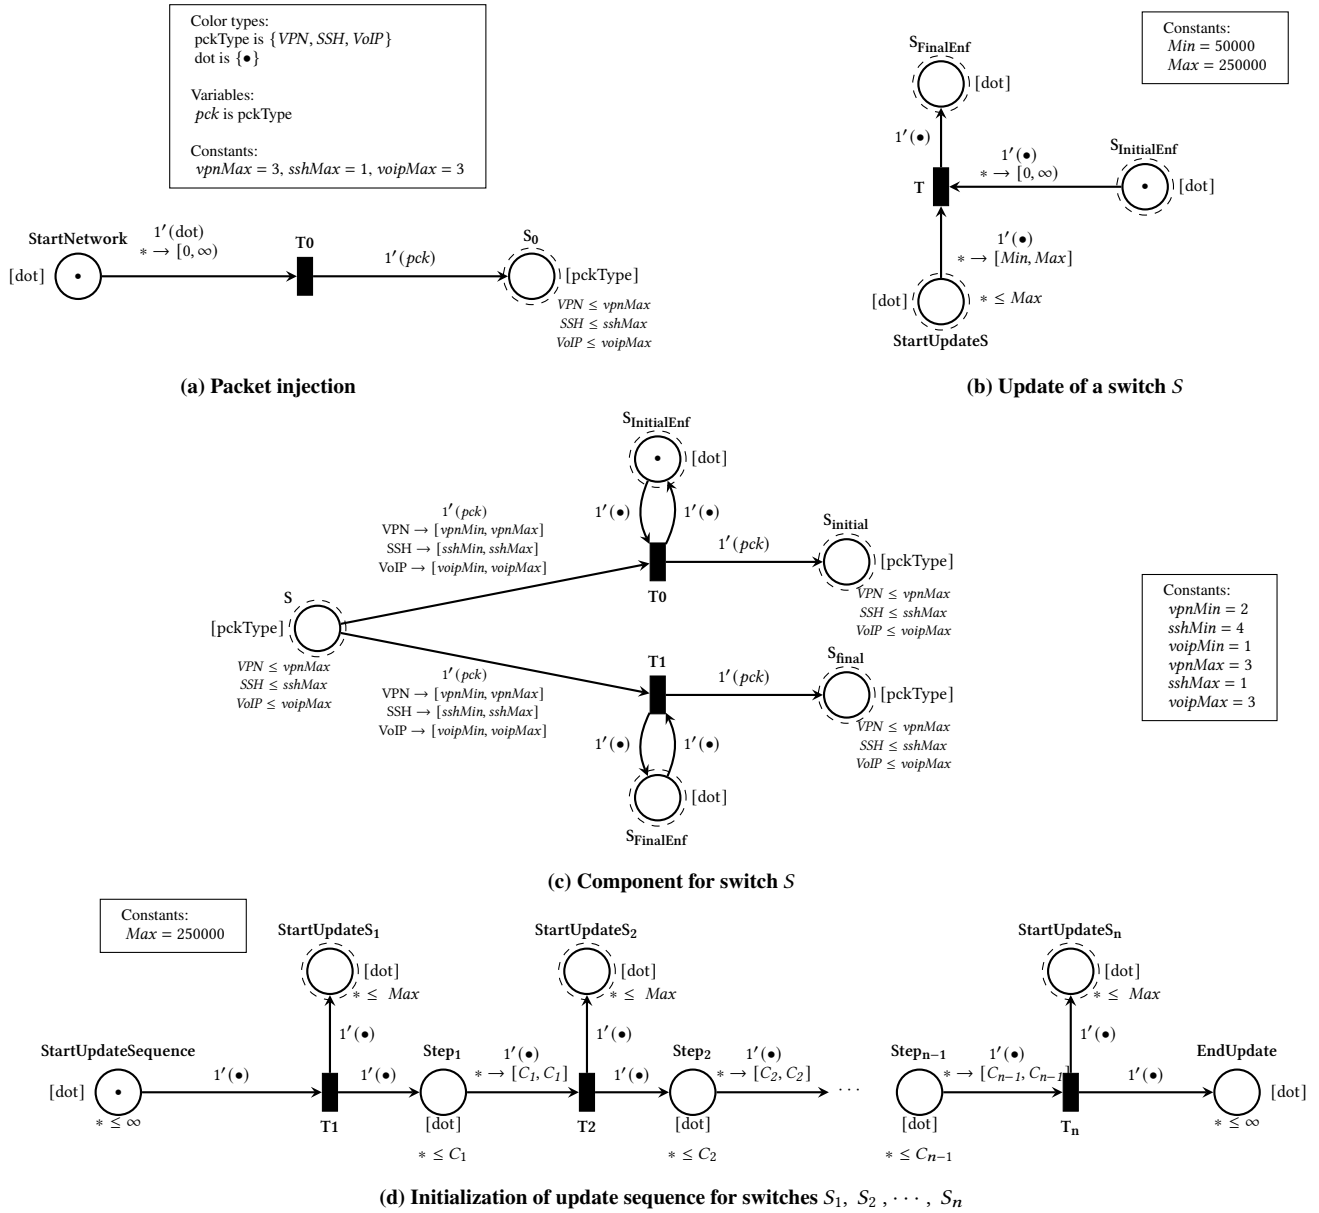 Color types:
pckType is {VPN, SSH, VoIP}
dot is {•}
Variables:
pck is pckType
Constants:
vpnMax = 3, sshMax = 1, voipMax = 3
StartNetwork
[dot]
1′(dot)
∗ → [0, ∞)
T0
1′(pck)
S0
[pckType]
VPN ≤ vpnMax
SSH ≤ sshMax
VoIP ≤ voipMax
(a) Packet injection
Constants:
Min = 50000
Max = 250000
SFinalEnf
[dot]
1′(•)
T
1′(•)
∗ → [0, ∞)
SInitialEnf
[dot]
1′(•)
∗ → [Min, Max]
[dot]
∗ ≤ Max
StartUpdateS
(b) Update of a switch S
SInitialEnf
[dot]
1′(•)
1′(•)
1′(pck)
VPN → [vpnMin, vpnMax]
SSH → [sshMin, sshMax]
VoIP → [voipMin, voipMax]
T0
1′(pck)
Sinitial
[pckType]
VPN ≤ vpnMax
SSH ≤ sshMax
VoIP ≤ voipMax
S
[pckType]
VPN ≤ vpnMax
SSH ≤ sshMax
VoIP ≤ voipMax
1′(pck)
VPN → [vpnMin, vpnMax]
SSH → [sshMin, sshMax]
VoIP → [voipMin, voipMax]
T1
1′(pck)
Sfinal
[pckType]
VPN ≤ vpnMax
SSH ≤ sshMax
VoIP ≤ voipMax
1′(•)
1′(•)
[dot]
SFinalEnf
Constants:
vpnMin = 2
sshMin = 4
voipMin = 1
vpnMax = 3
sshMax = 1
voipMax = 3
(c) Component for switch S
Constants:
Max = 250000
StartUpdateS1
[dot]
∗ ≤ Max
1′(•)
StartUpdateS2
[dot]
∗ ≤ Max
1′(•)
StartUpdateSn
[dot]
∗ ≤ Max
1′(•)
StartUpdateSequence
[dot]
∗ ≤ ∞
1′(•)
T1
1′(•)
Step1
[dot]
∗ ≤ C1
1′(•)
∗ → [C1, C1]
T2
1′(•)
Step2
[dot]
∗ ≤ C2
1′(•)
∗ → [C2, C2]
· · ·
Stepn−1
[dot]
∗ ≤ Cn−1
1′(•)
∗ → [Cn−1, Cn−1]
Tn
1′(•)
EndUpdate
[dot]
∗ ≤ ∞
(d) Initialization of update sequence for switches S1, S2 , · · · , Sn